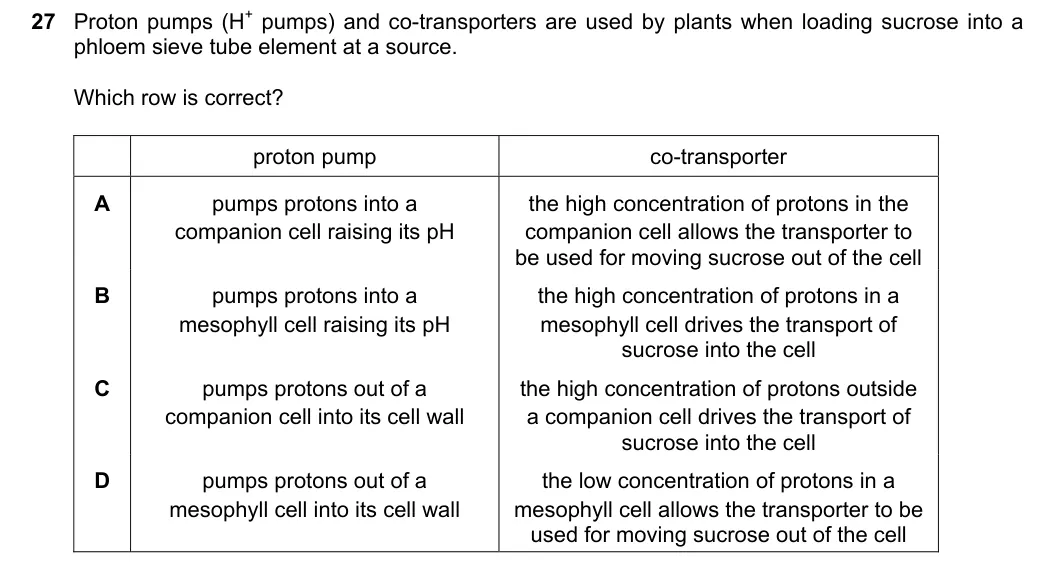 27 Proton pumps (H⁺ pumps) and co-transporters are used by plants when loading sucrose into a
phloem sieve tube element at a source.
Which row is correct?
proton pump
co-transporter
A
pumps protons into a
companion cell raising its pH
the high concentration of protons in the
companion cell allows the transporter to
be used for moving sucrose out of the cell
B
pumps protons into a
mesophyll cell raising its pH
the high concentration of protons in a
mesophyll cell drives the transport of
sucrose into the cell
C
pumps protons out of a
companion cell into its cell wall
the high concentration of protons outside
a companion cell drives the transport of
sucrose into the cell
D
pumps protons out of a
mesophyll cell into its cell wall
the low concentration of protons in a
mesophyll cell allows the transporter to be
used for moving sucrose out of the cell